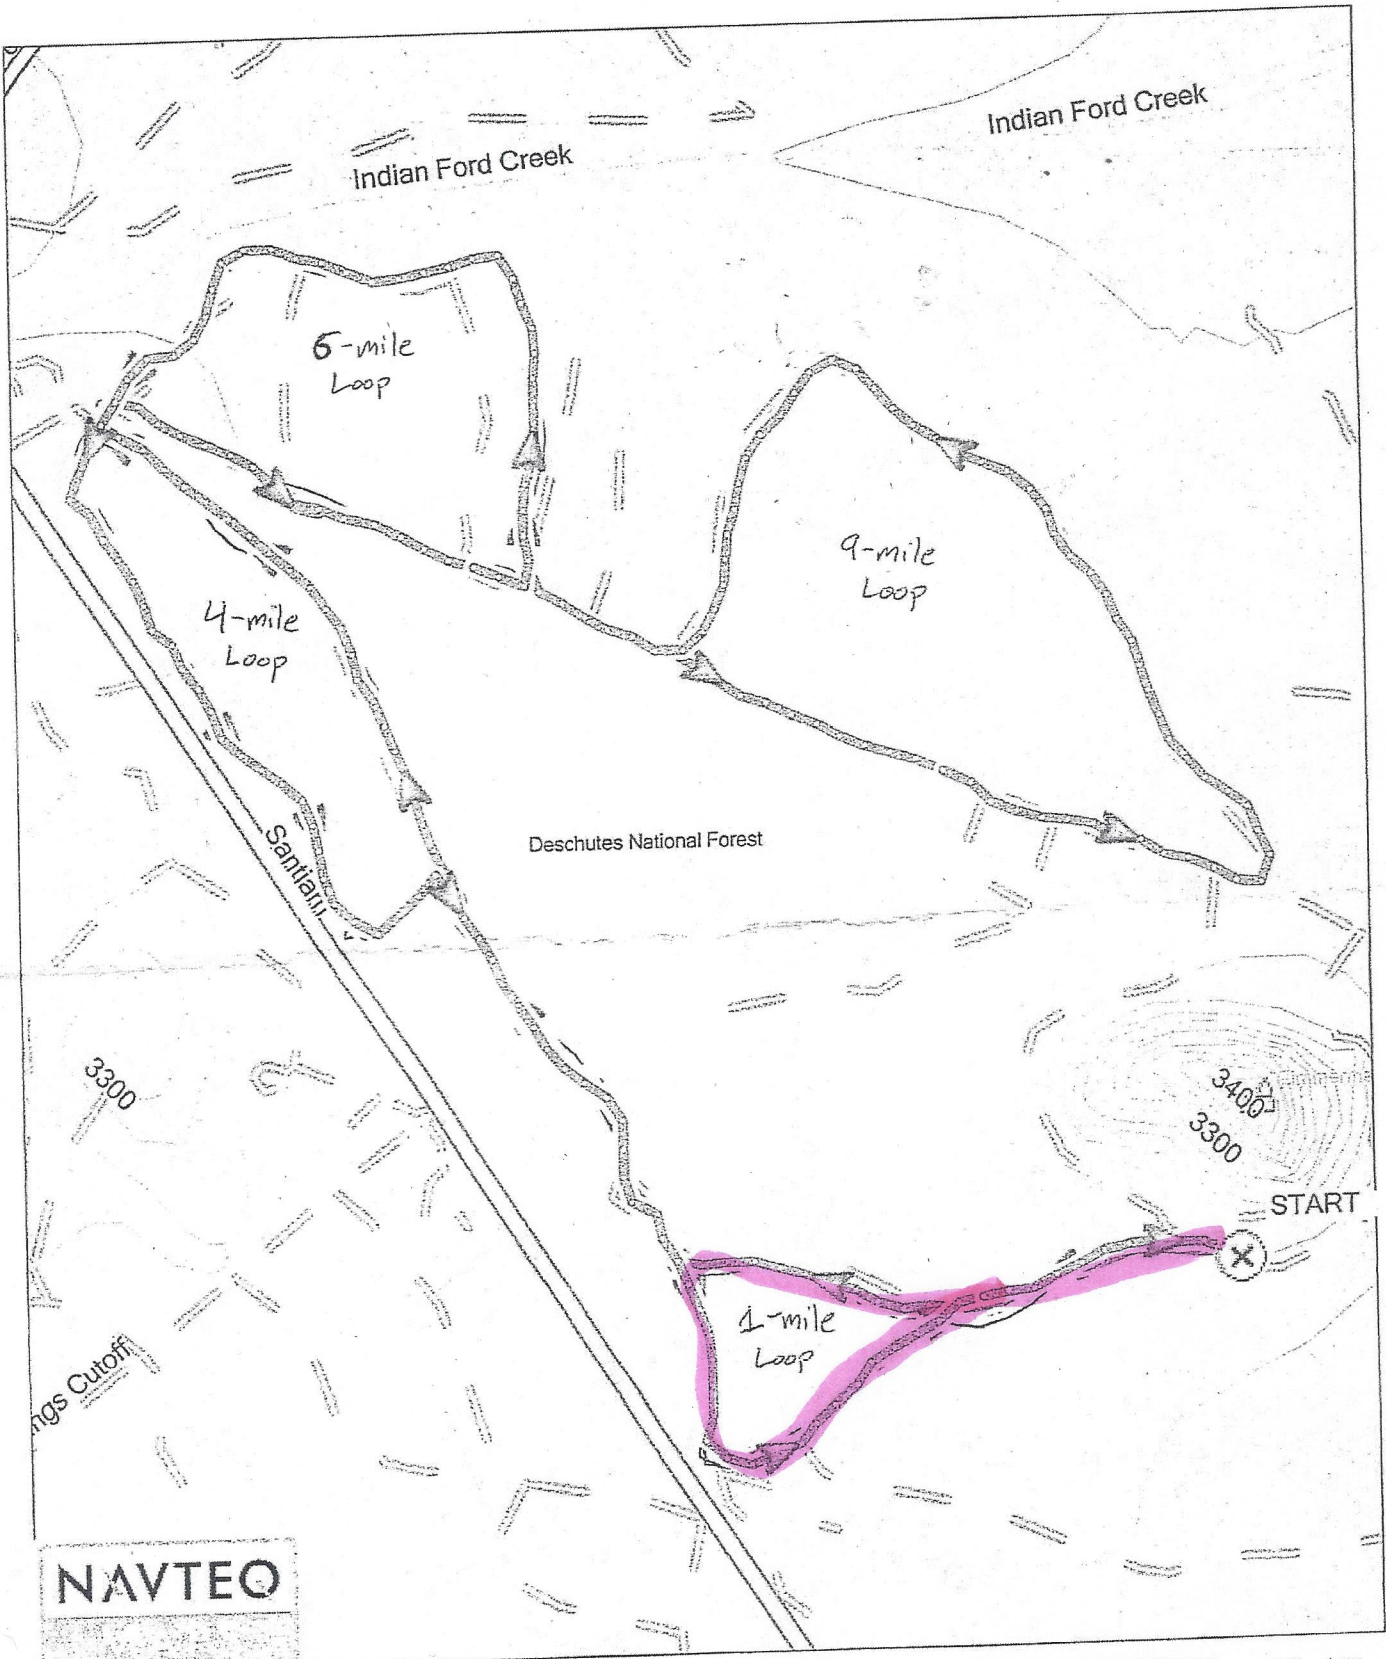 Indian Ford Creek
Indian Ford Creek
6-mile
Loop
9-mile
Loop
4-mile
Loop
Deschutes National Forest
3300
3400
3300
START
1-mile
Loop
ngs Cutoff
NAVTEQ